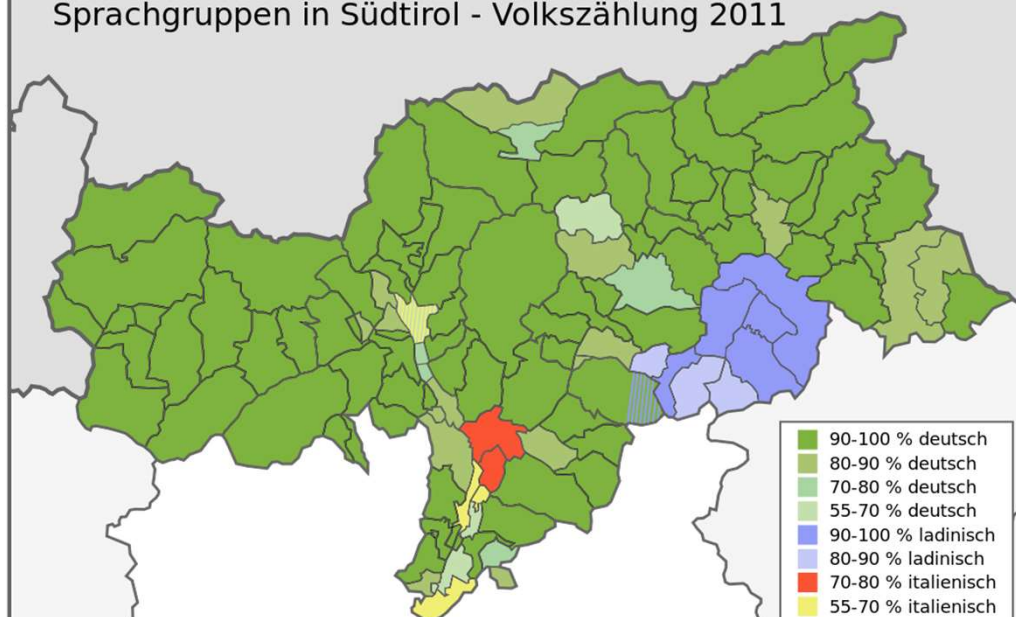 Sprachgruppen in Südtirol - Volkszählung 2011
90-100 % deutsch
80-90 % deutsch
70-80 % deutsch
55-70 % deutsch
90-100 % ladinisch
80-90 % ladinisch
70-80 % italienisch
55-70 % italienisch